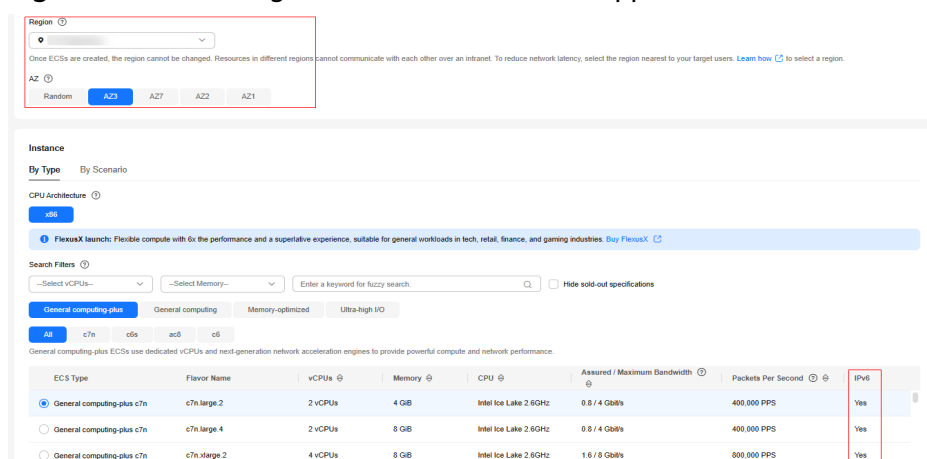 Region
Once ECSs are created, the region cannot be changed. Resources in different regions cannot communicate with each other over an intranet. To reduce network latency, select the region nearest to your target users. Learn how to select a region.
AZ
Random AZ3 AZ7 AZ2 AZ1
Instance
By Type By Scenario
CPU Architecture
x86
FlexusX launch: Flexible compute with 6x the performance and a superlative experience, suitable for general workloads in tech, retail, finance, and gaming industries. Buy FlexusX
Search Filters
--Select vCPUs-- --Select Memory-- Enter a keyword for fuzzy search. Hide sold-out specifications
General computing-plus General computing Memory-optimized Ultra-high I/O
All c7n c6s ac8 c6
General computing-plus ECSs use dedicated vCPUs and next-generation network acceleration engines to provide powerful compute and network performance.
ECS Type Flavor Name vCPUs Memory CPU Assured / Maximum Bandwidth Packets Per Second IPv6
General computing-plus c7n c7n.large.2 2 vCPUs 4 GiB Intel Ice Lake 2.6GHz 0.8 / 4 Gbit/s 400,000 PPS Yes
General computing-plus c7n c7n.large.4 2 vCPUs 8 GiB Intel Ice Lake 2.6GHz 0.8 / 4 Gbit/s 400,000 PPS Yes
General computing-plus c7n c7n.xlarge.2 4 vCPUs 8 GiB Intel Ice Lake 2.6GHz 1.6 / 8 Gbit/s 800,000 PPS Yes